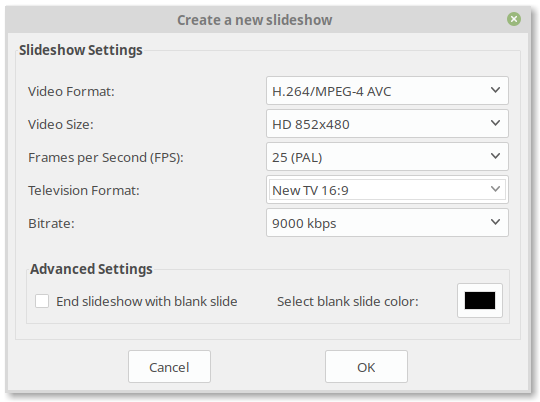 Create a new slideshow
Slideshow Settings
Video Format: H.264/MPEG-4 AVC
Video Size: HD 852x480
Frames per Second (FPS): 25 (PAL)
Television Format: New TV 16:9
Bitrate: 9000 kbps
Advanced Settings
End slideshow with blank slide Select blank slide color:
Cancel OK